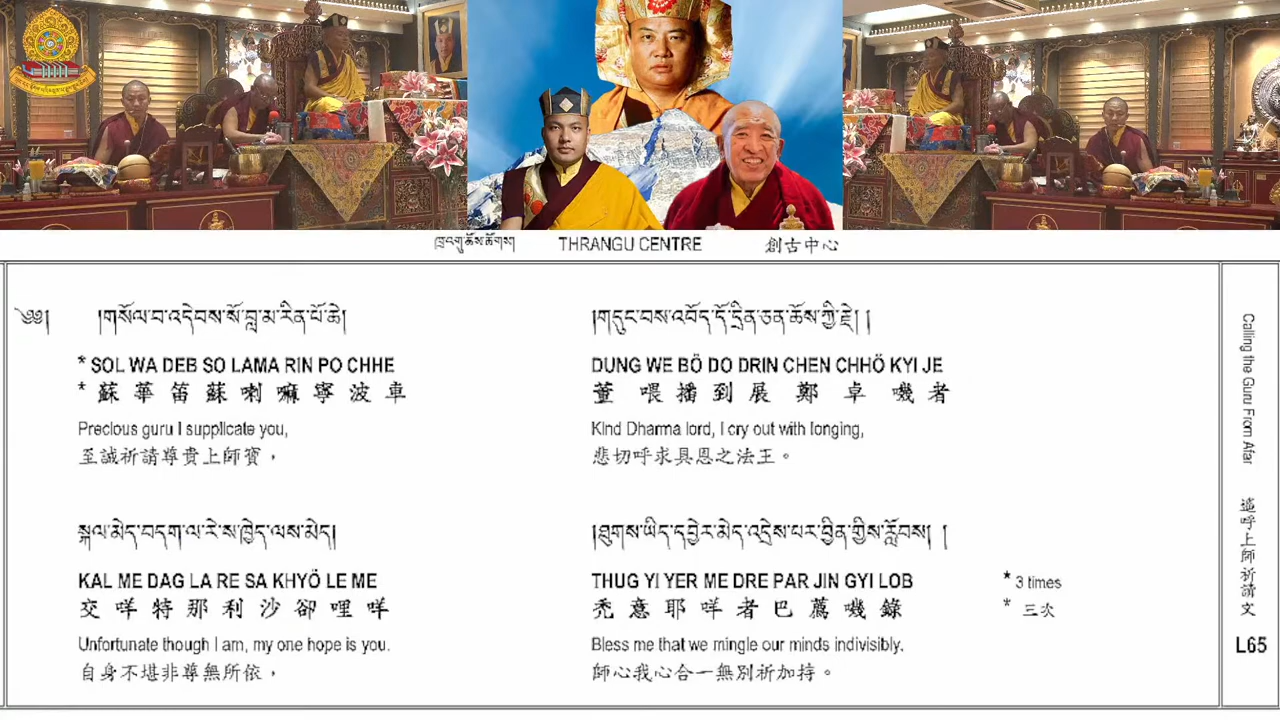 ཁྲ་འགུ་ཆོས་ཚོགས། THRANGU CENTRE 創古中心
༄༅། །གསོལ་བ་འདེབས་སོ་བླ་མ་རིན་པོ་ཆེ།
* SOL WA DEB SO LAMA RIN PO CHHE
* 蘇 華 笛 蘇 喇 嘛 寧 波 車
Precious guru I supplicate you,
至誠祈請尊貴上師寶，
།གདུང་བས་འབོད་དོ་དྲིན་ཅན་ཆོས་ཀྱི་རྗེ། །
DUNG WE BÖ DO DRIN CHEN CHHÖ KYI JE
董 喂 播 到 展 鄭 卓 嘰 者
Kind Dharma lord, I cry out with longing,
悲切呼求具恩之法王。
སྐལ་མེད་བདག་ལ་རེ་ས་ཁྱེད་ལས་མེད།
KAL ME DAG LA RE SA KHYÖ LE ME
交 咩 特 那 利 沙 卻 哩 咩
Unfortunate though I am, my one hope is you.
自身不堪非尊無所依，
།ཐུགས་ཡིད་དབྱེར་མེད་འདྲེས་པར་བྱིན་གྱིས་རློབས། །
THUG YI YER ME DRE PAR JIN GYI LOB
禿 意 耶 咩 者 巴 薦 嘰 錄
Bless me that we mingle our minds indivisibly.
師心我心合一無別祈加持。
* 3 times
* 三次
Calling the Guru From Afar
遙呼上師祈請文
L65